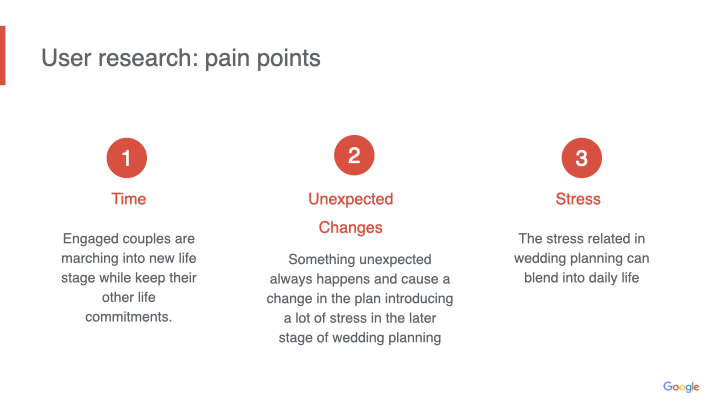 User research: pain points
1
Time
Engaged couples are
marching into new life
stage while keep their
other life
commitments.
2
Unexpected
Changes
Something unexpected
always happens and cause a
change in the plan introducing
a lot of stress in the later
stage of wedding planning
3
Stress
The stress related in
wedding planning can
blend into daily life
Google